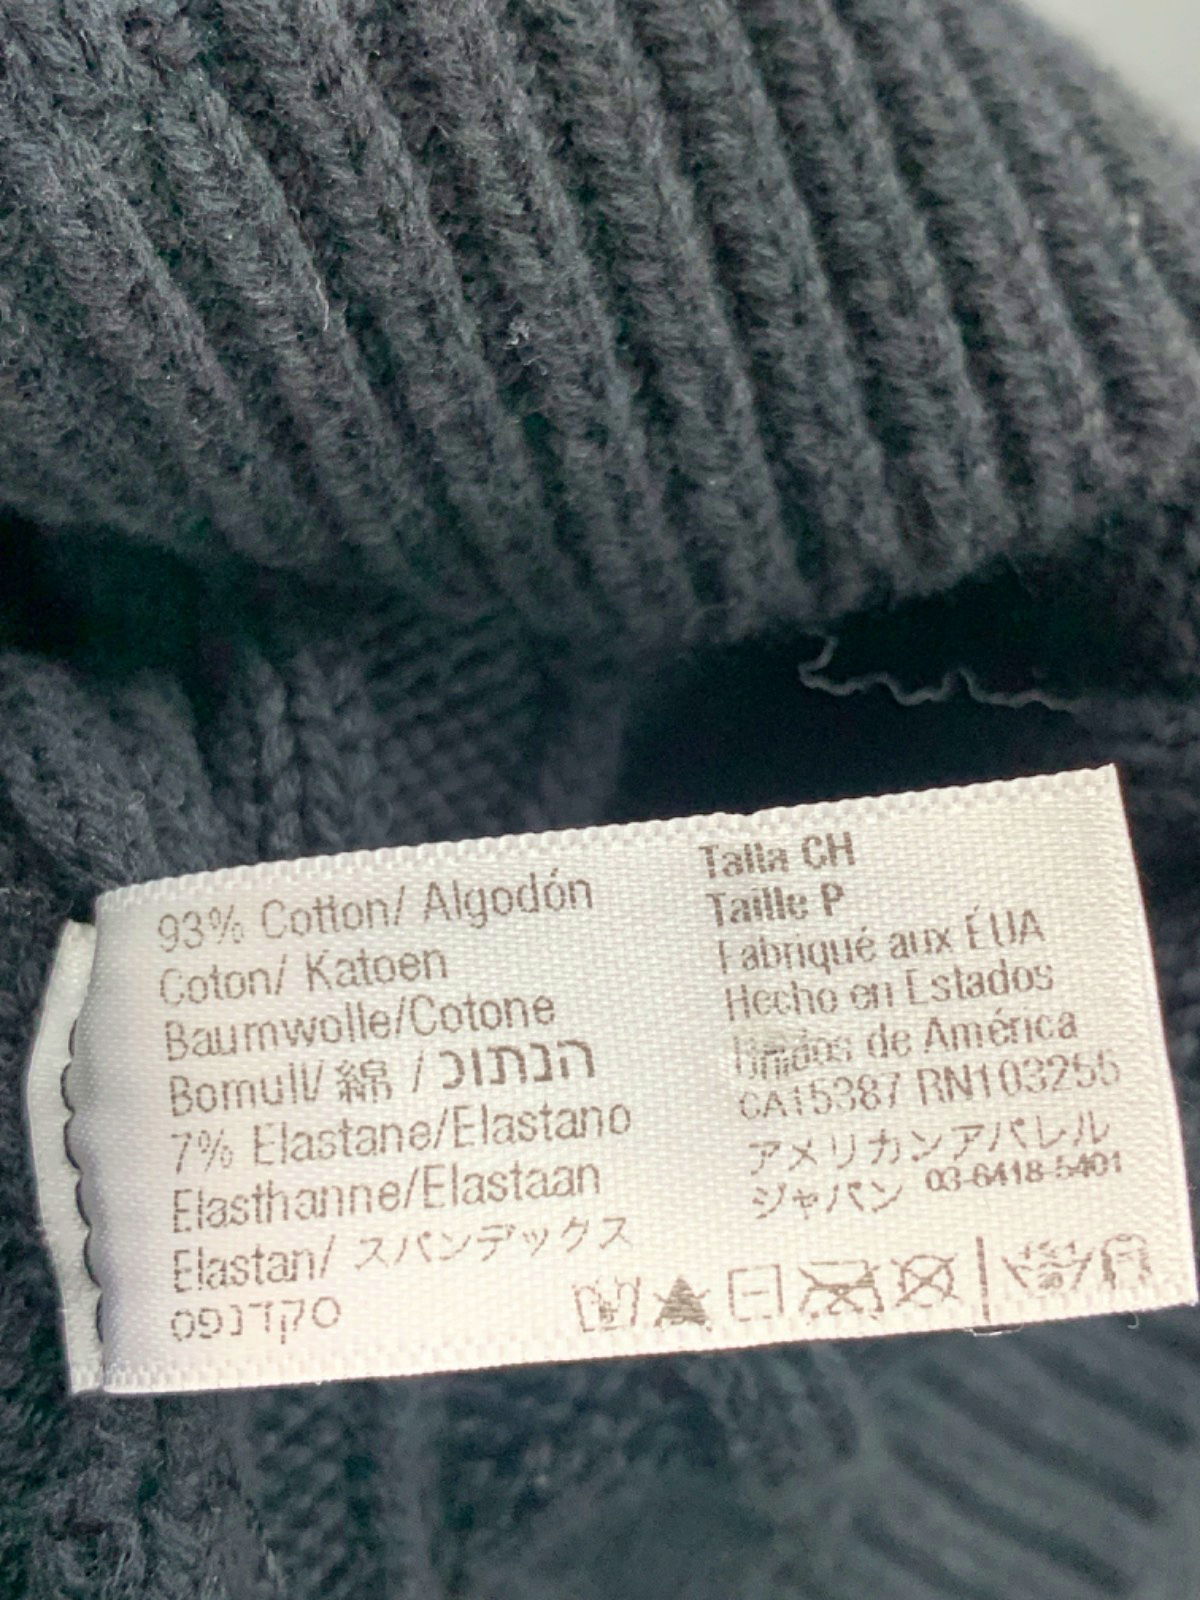 93% Cotton/ Algodón
Coton/ Katoen
Baumwolle/Cotone
Bomull/ 綿 / הנתוכ
7% Elastane/Elastano
Elasthanne/Elastaan
Elastan/ スパンデックス
סקדנפס
Talla CH
Taille P
Fabriqué aux ÉUA
Hecho en Estados
Unidos de América
CA15387 RN103255
アメリカンアパレル
ジャパン 03-6418-5401